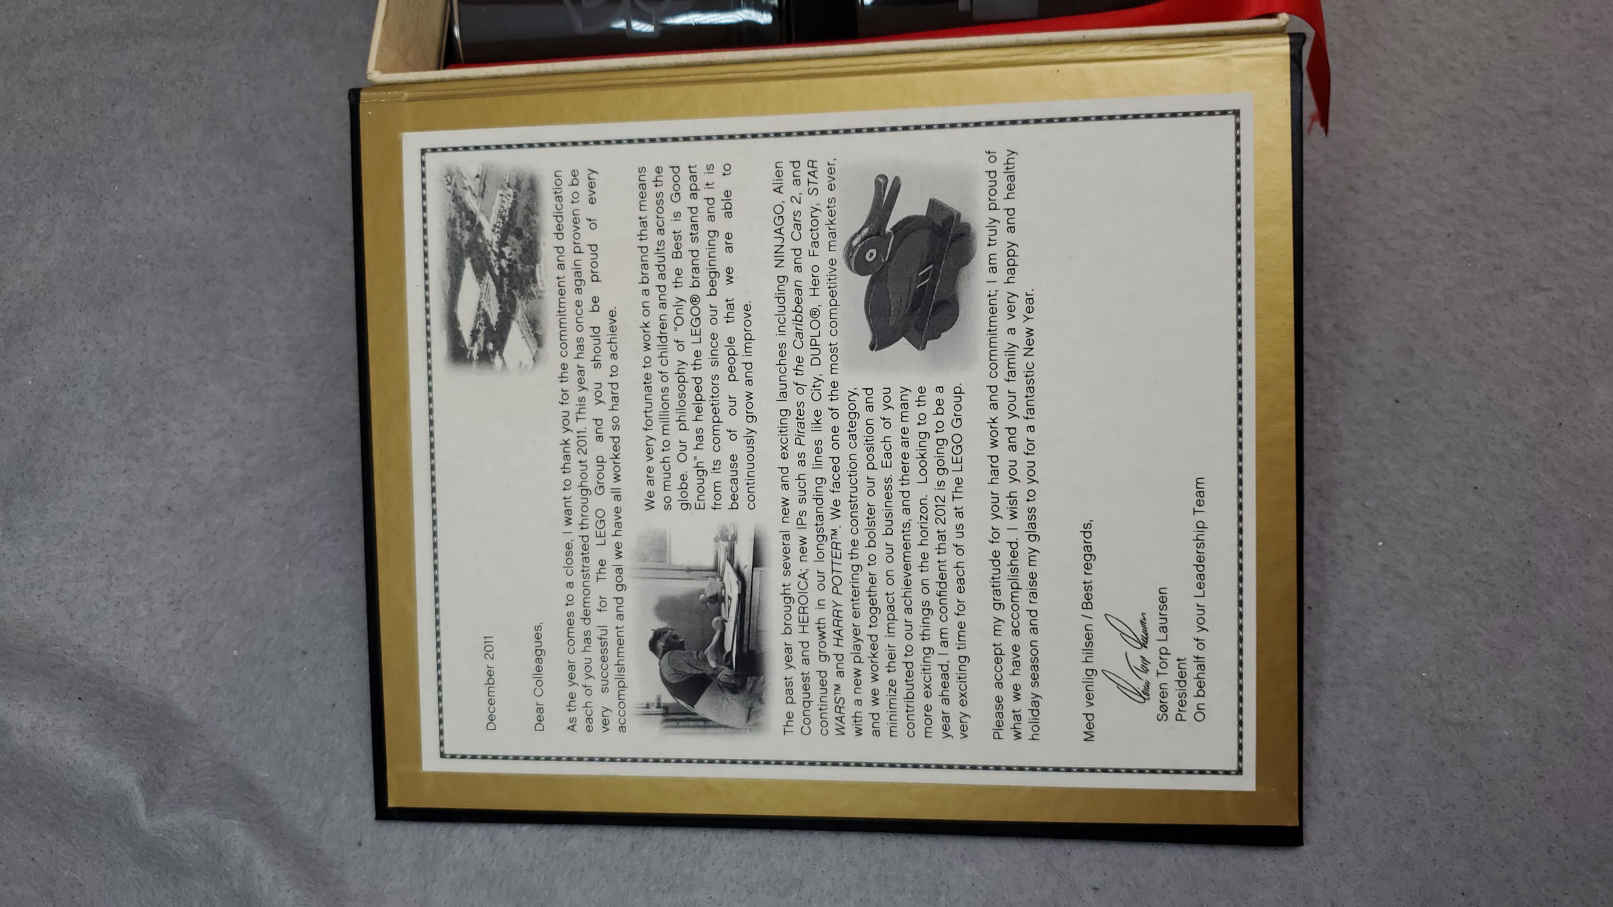 December 2011
Dear Colleagues,
As the year comes to a close, I want to thank you for the commitment and dedication
each of you has demonstrated throughout 2011. This year has once again proven to be
very successful for The LEGO Group and you should be proud of every
accomplishment and goal we have all worked so hard to achieve.
We are very fortunate to work on a brand that means
so much to millions of children and adults across the
globe. Our philosophy of "Only the Best is Good
Enough" has helped the LEGO® brand stand apart
from its competitors since our beginning and it is
because of our people that we are able to
continuously grow and improve.
The past year brought several new and exciting launches including NINJAGO, Alien
Conquest and HEROICA; new IPs such as Pirates of the Caribbean and Cars 2, and
continued growth in our longstanding lines like City, DUPLO®, Hero Factory, STAR
WARS™ and HARRY POTTER™. We faced one of the most competitive markets ever,
with a new player entering the construction category,
and we worked together to bolster our position and
minimize their impact on our business. Each of you
contributed to our achievements, and there are many
more exciting things on the horizon. Looking to the
year ahead, I am confident that 2012 is going to be a
very exciting time for each of us at The LEGO Group.
Please accept my gratitude for your hard work and commitment; I am truly proud of
what we have accomplished. I wish you and your family a very happy and healthy
holiday season and raise my glass to you for a fantastic New Year.
Med venlig hilsen / Best regards,
Søren Torp Laursen
Søren Torp Laursen
President
On behalf of your Leadership Team